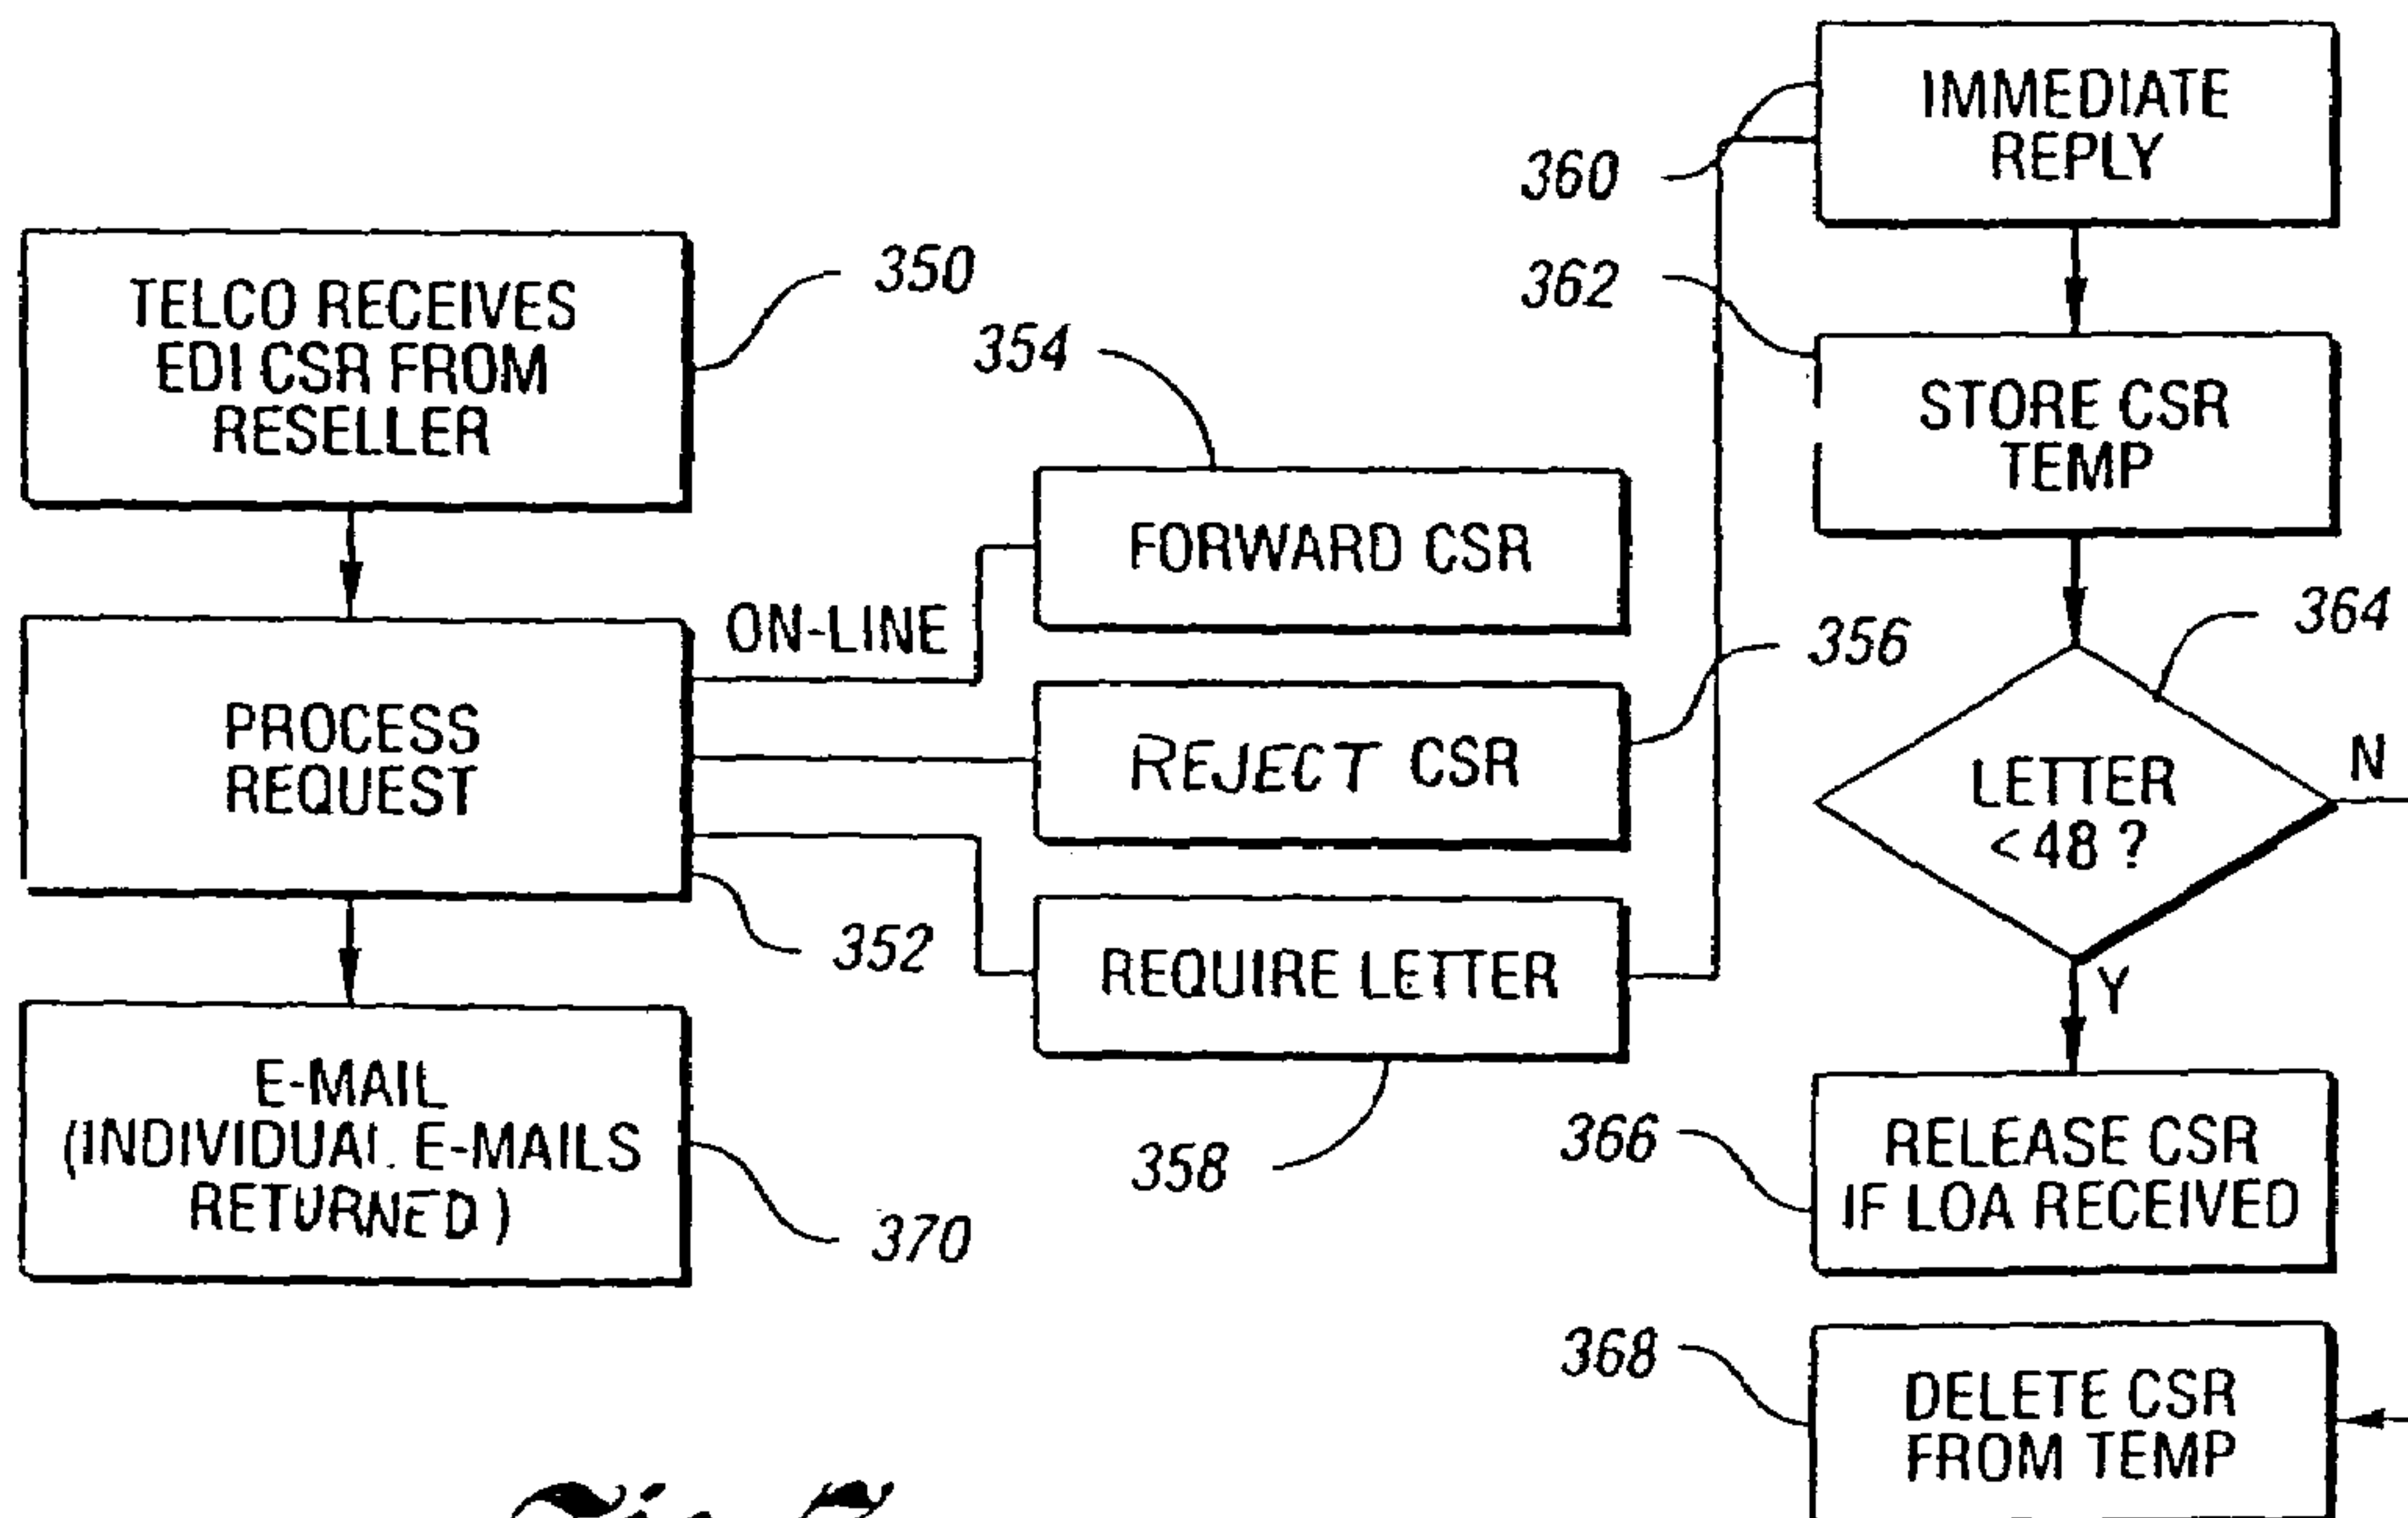 TELCO RECEIVES
EDI CSR FROM
RESELLER
350
PROCESS
REQUEST
352
E-MAIL
(INDIVIDUAL E-MAILS
RETURNED)
370
ON-LINE
354
FORWARD CSR
356
REJECT CSR
REQUIRE LETTER
358
360
IMMEDIATE
REPLY
362
STORE CSR
TEMP
364
LETTER
<48 ?
N
Y
366
RELEASE CSR
IF LOA RECEIVED
368
DELETE CSR
FROM TEMP